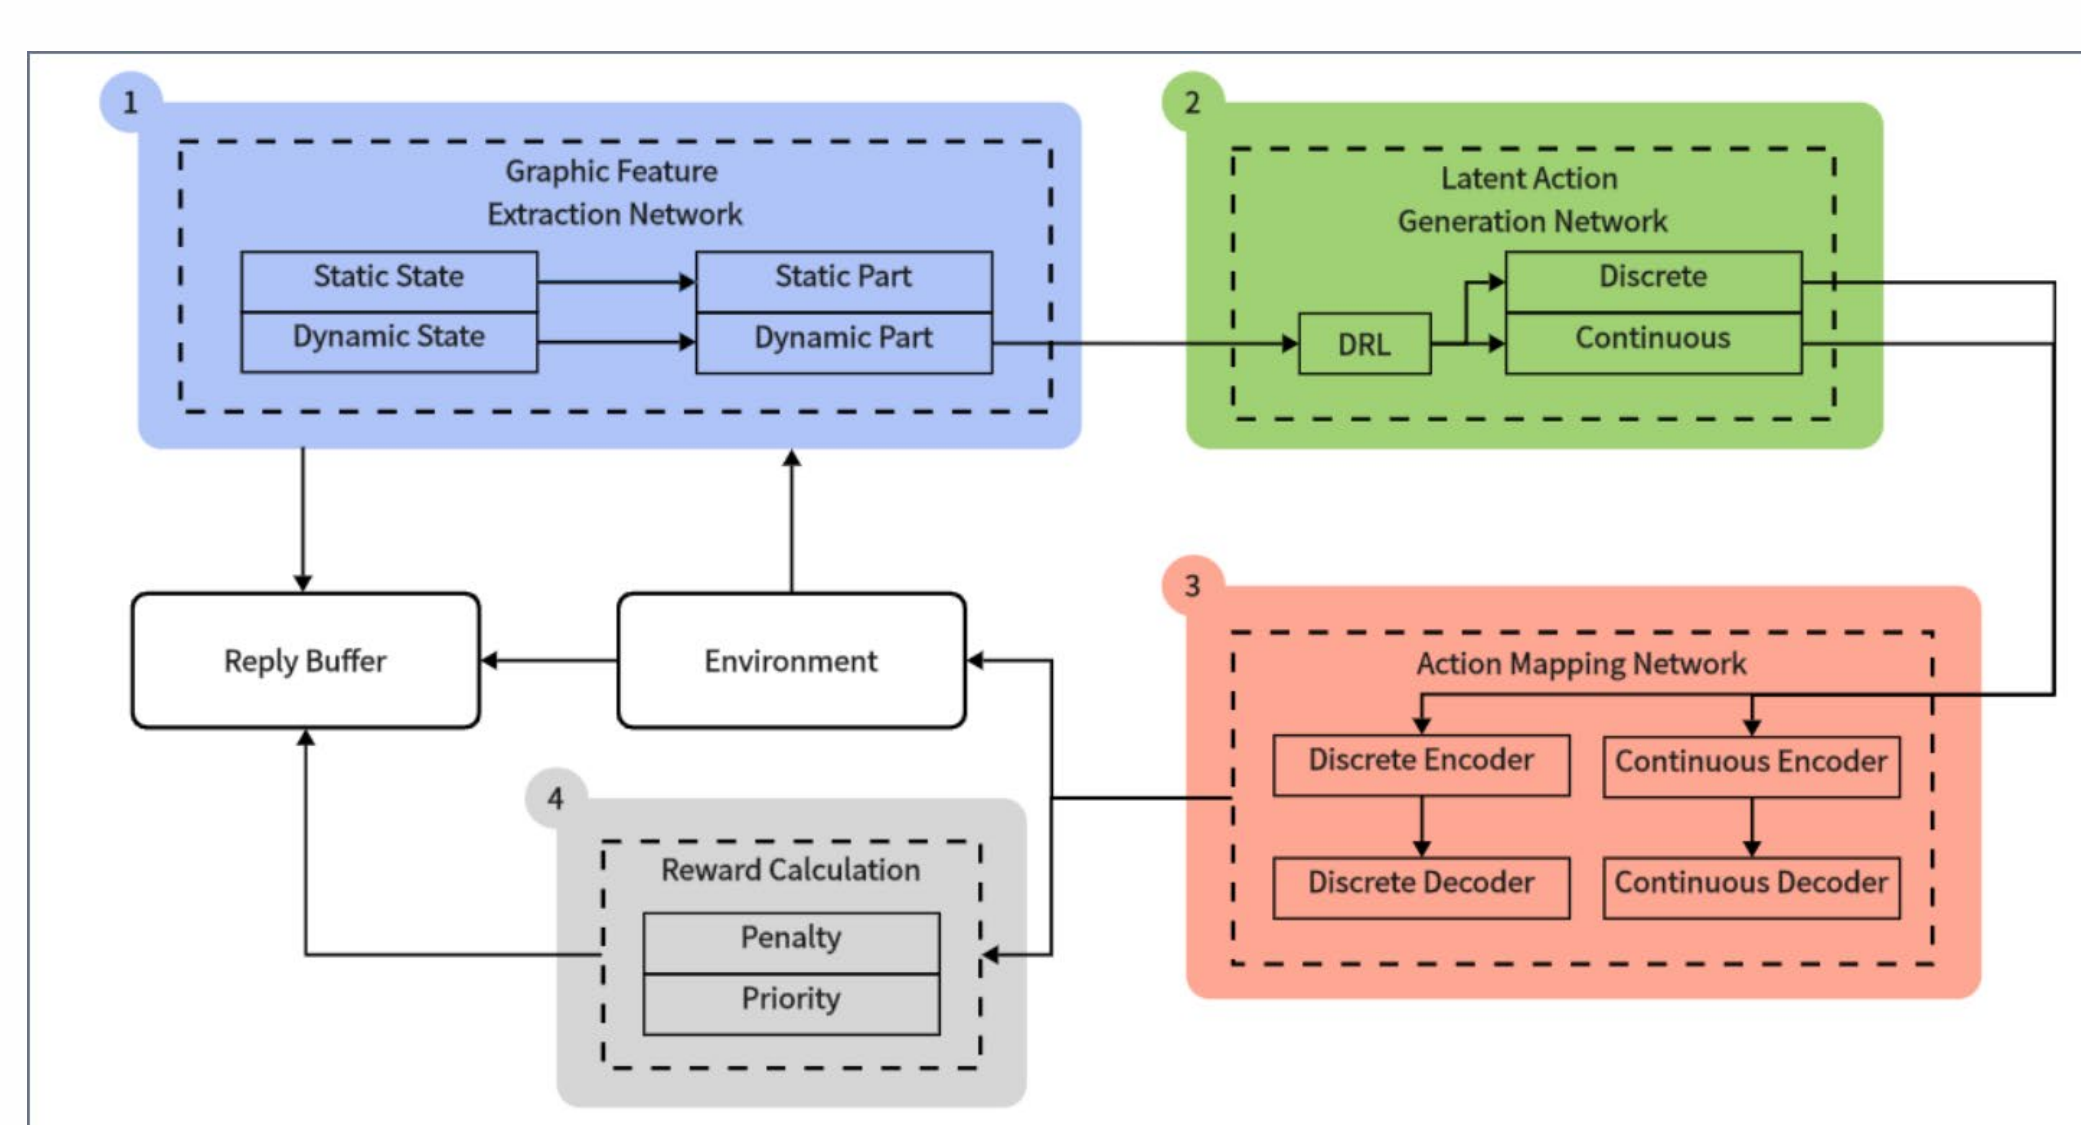 1
Graphic Feature
Extraction Network
Static State
Static Part
Dynamic State
Dynamic Part
2
Latent Action
Generation Network
DRL
Discrete
Continuous
Reply Buffer
Environment
3
Action Mapping Network
Discrete Encoder
Continuous Encoder
Discrete Decoder
Continuous Decoder
4
Reward Calculation
Penalty
Priority